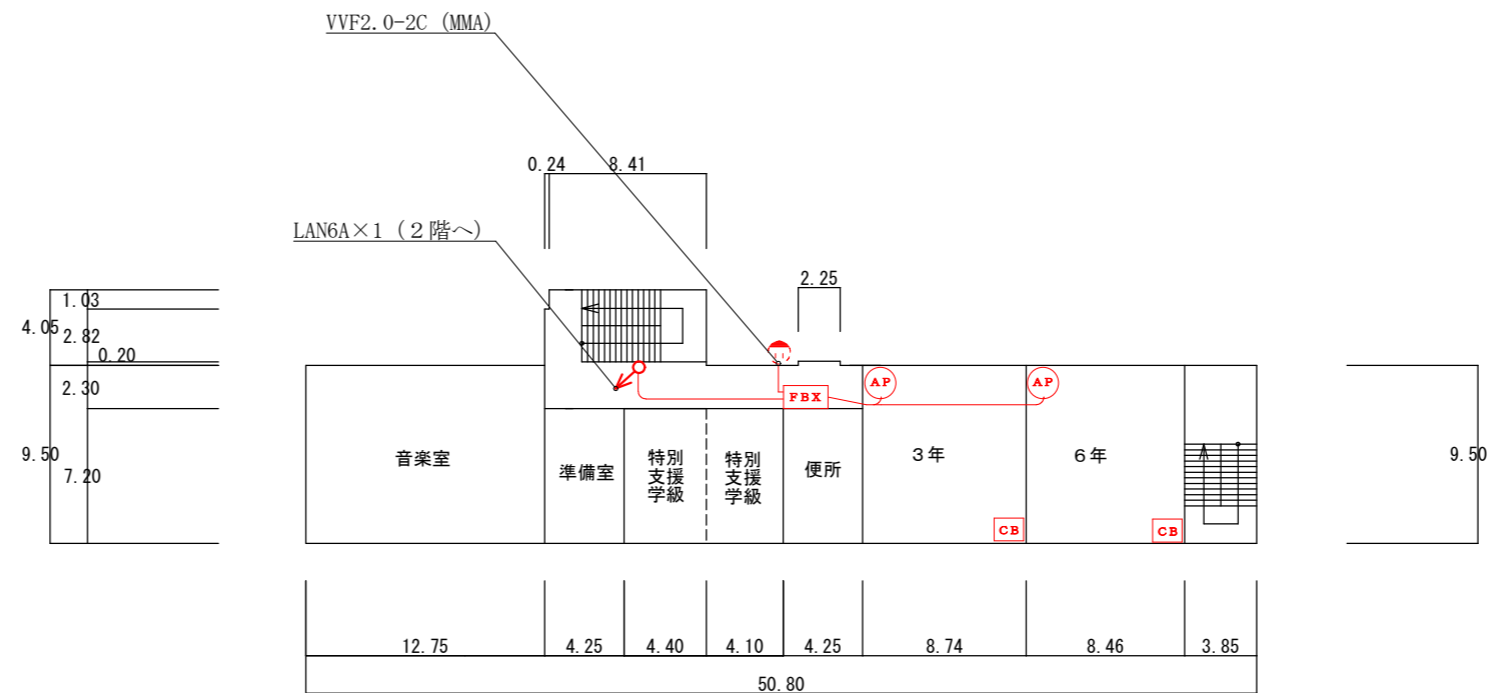 VVF2.0-2C (MMA)
0.24
8.41
LAN6A×1 (2階へ)
2.25
1.03
4.05
2.82
0.20
2.30
AP
AP
FBX
9.50
7.20
音楽室
準備室
特別
支援
学級
特別
支援
学級
便所
3年
6年
9.50
CB
CB
12.75
4.25
4.40
4.10
4.25
8.74
8.46
3.85
50.80